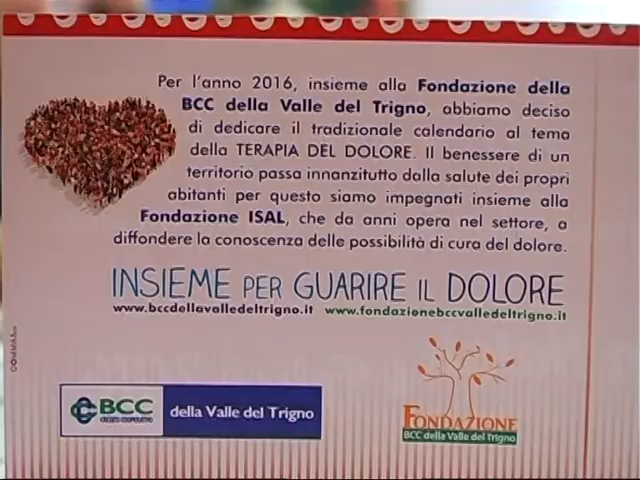 Per l'anno 2016, insieme alla Fondazione della
BCC della Valle del Trigno, abbiamo deciso
di dedicare il tradizionale calendario al tema
della TERAPIA DEL DOLORE. Il benessere di un
territorio passa innanzitutto dalla salute dei propri
abitanti per questo siamo impegnati insieme alla
Fondazione ISAL, che da anni opera nel settore, a
diffondere la conoscenza delle possibilità di cura del dolore.
INSIEME PER GUARIRE IL DOLORE
www.bccdellavalledeltrigno.it www.fondazionebccvalledeltrigno.it
BCC della Valle del Trigno
FONDAZIONE
BCC della Valle del Trigno